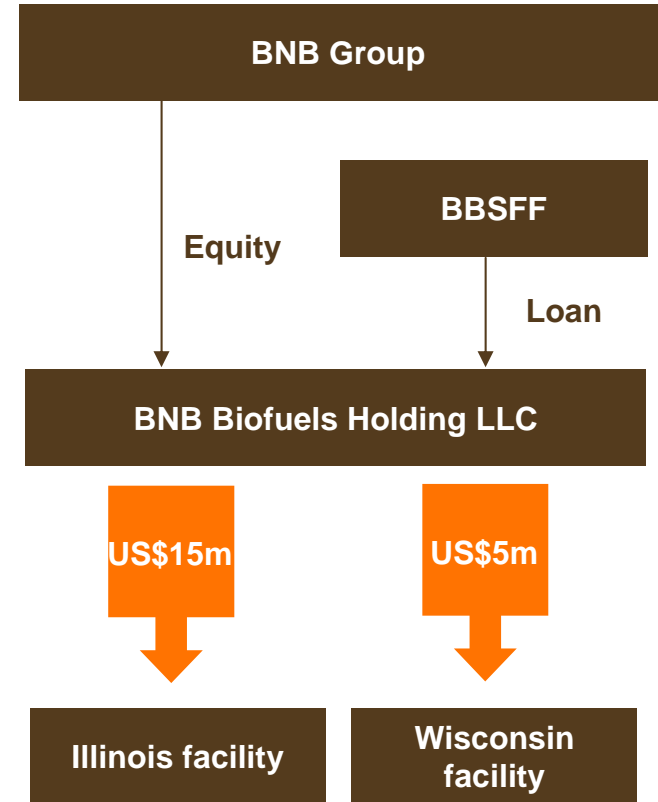 BNB Group
BBSFF
Equity
Loan
BNB Biofuels Holding LLC
US$15m
US$5m
Illinois facility
Wisconsin
facility